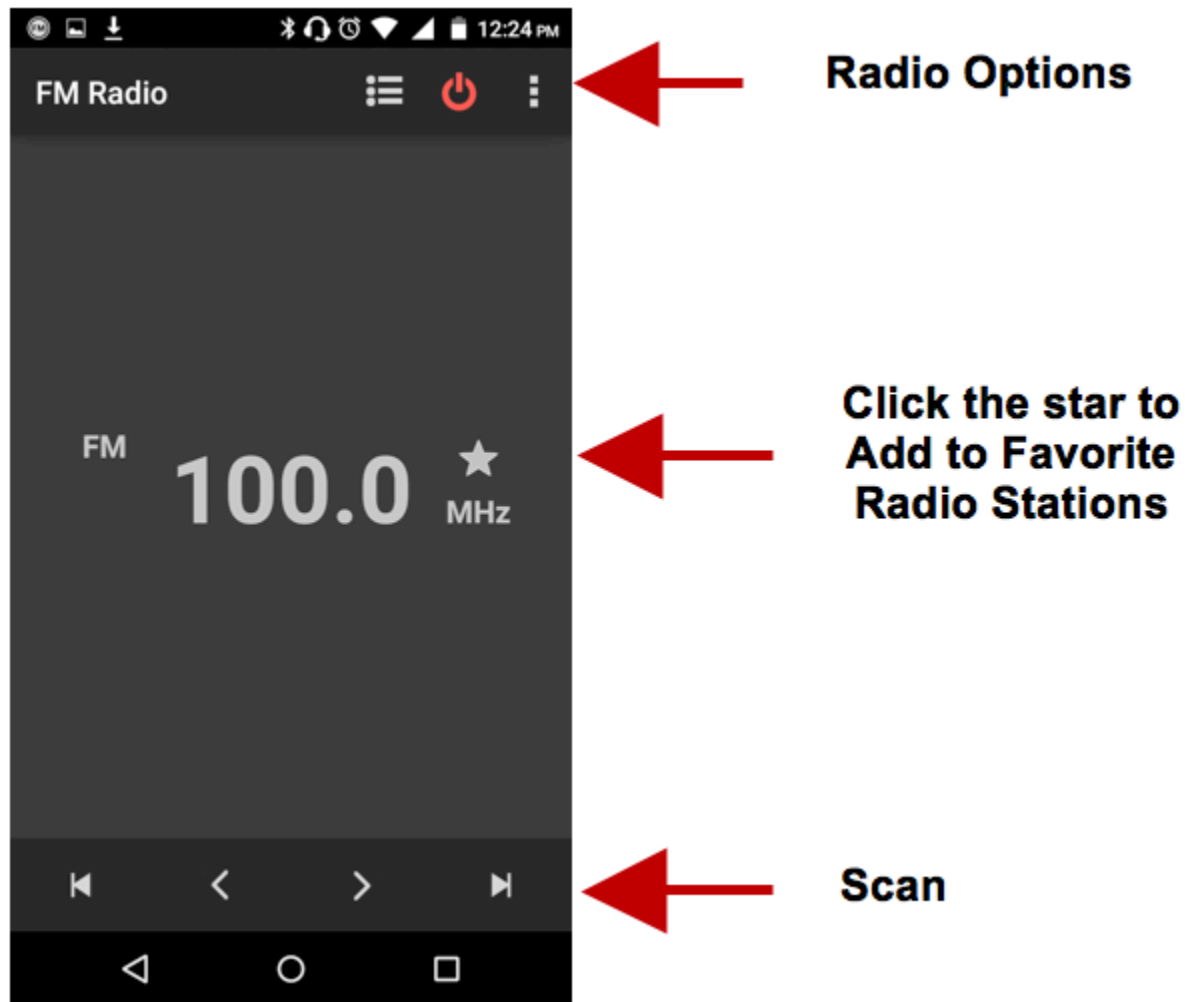 12:24 PM
FM Radio
Radio Options
FM
100.0
MHz
Click the star to
Add to Favorite
Radio Stations
Scan